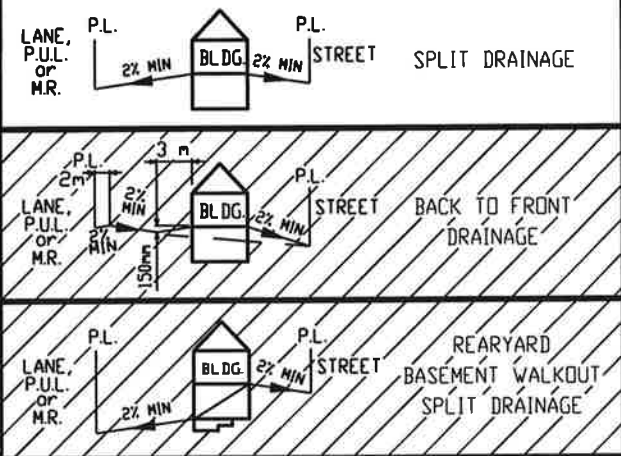 P.L.
P.L.
LANE,
P.U.L.
or
M.R.
2% MIN
BLDG.
2% MIN
STREET
SPLIT DRAINAGE
3 m
P.L.
2m
2%
MIN
P.L.
LANE,
P.U.L.
or
M.R.
2%
MIN
150mm
BLDG.
2% MIN
STREET
BACK TO FRONT
DRAINAGE
P.L.
P.L.
LANE,
P.U.L.
or
M.R.
2% MIN
BLDG.
2% MIN
STREET
REARYARD
BASEMENT WALKOUT
SPLIT DRAINAGE